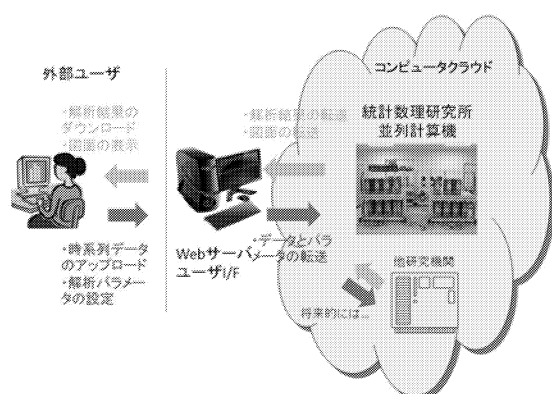 外部ユーザ
・解析結果の
ダウンロード
・図面の表示
・時系列データ
のアップロード
・解析パラメ
ータの設定
Webサーバ
ユーザI/F
・解析結果の転送
・図面の転送
・データとパラ
メータの転送
コンピュータクラウド
統計数理研究所
並列計算機
他研究機関
将来的には...